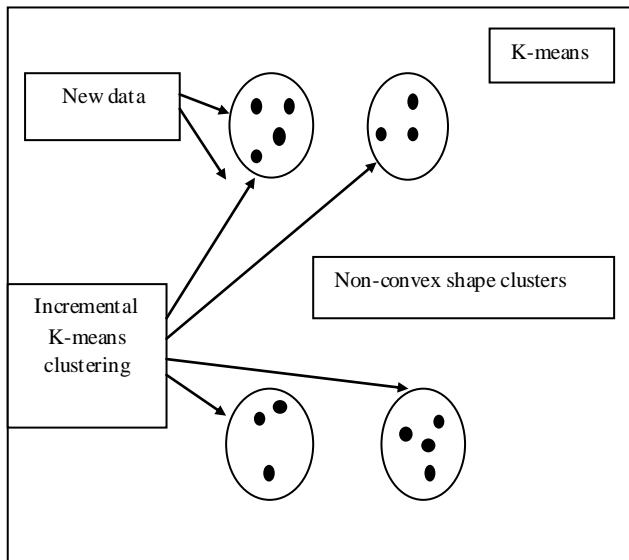 K-means
New data
Non-convex shape clusters
Incremental
K-means
clustering